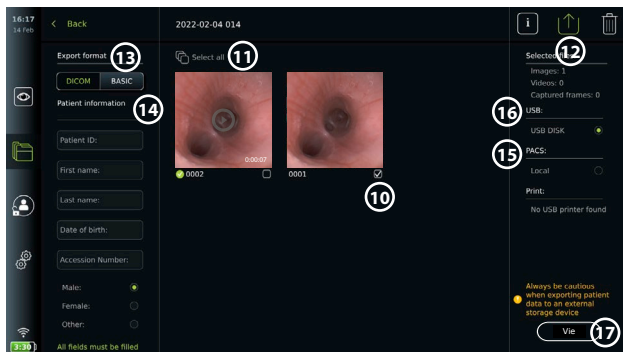 16:17
14 Feb
Back
2022-02-04 014
i
12
Export format
13
Select all
11
Selected files:
DICOM
BASIC
Images: 1
Videos: 0
Captured frames: 0
Patient information
14
16
USB:
Patient ID:
USB DISK
15
PACS:
0:00:07
First name:
0002
0001
Local
10
Print:
Last name:
No USB printer found
Date of birth:
Accession Number:
Male:
Always be cautious
when exporting patient
data to an external
storage device
Female:
Other:
Vie
17
3:30
All fields must be filled